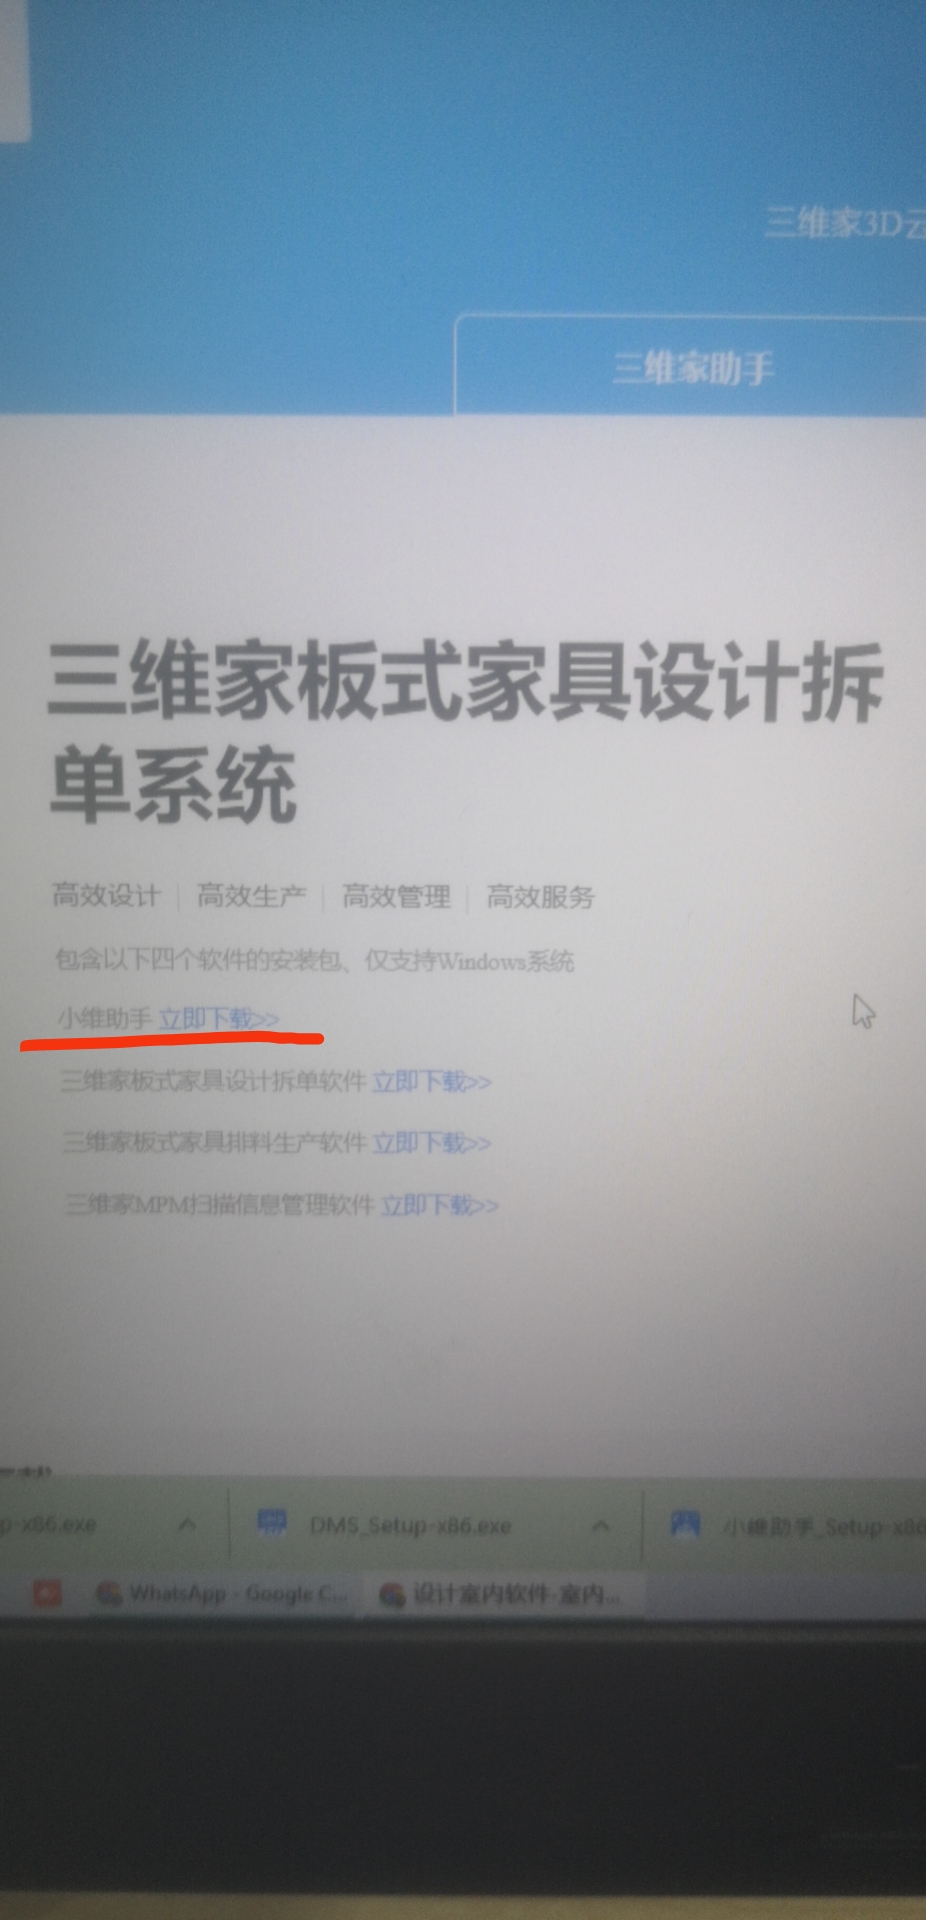 三维家3D云
三维家助手
三维家板式家具设计拆
单系统
高效设计 | 高效生产 | 高效管理 | 高效服务
包含以下四个软件的安装包、仅支持Windows系统
小维助手 立即下载>>
三维家板式家具设计拆单软件 立即下载>>
三维家板式家具排料生产软件 立即下载>>
三维家MPM扫描信息管理软件 立即下载>>
p-x86.exe
DMS_Setup-x86.exe
小维助手_Setup-x86
WhatsApp - Google C...
设计室内软件-室内...